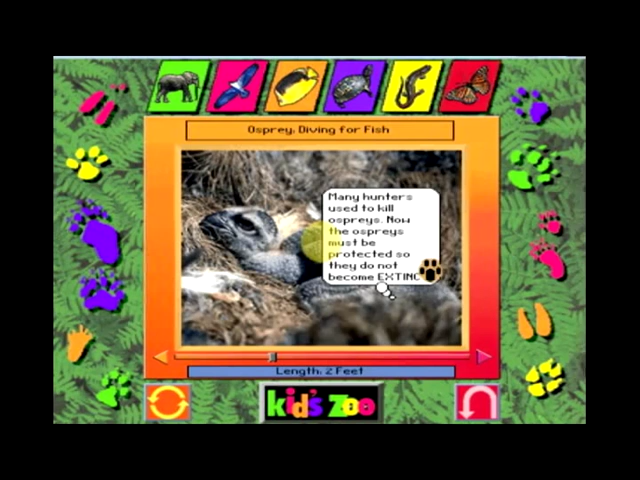 Osprey: Diving for Fish
Many hunters
used to kill
ospreys. Now
the ospreys
must be
protected so
they do not
become EXTINC
Length: 2 Feet
kid's zoo